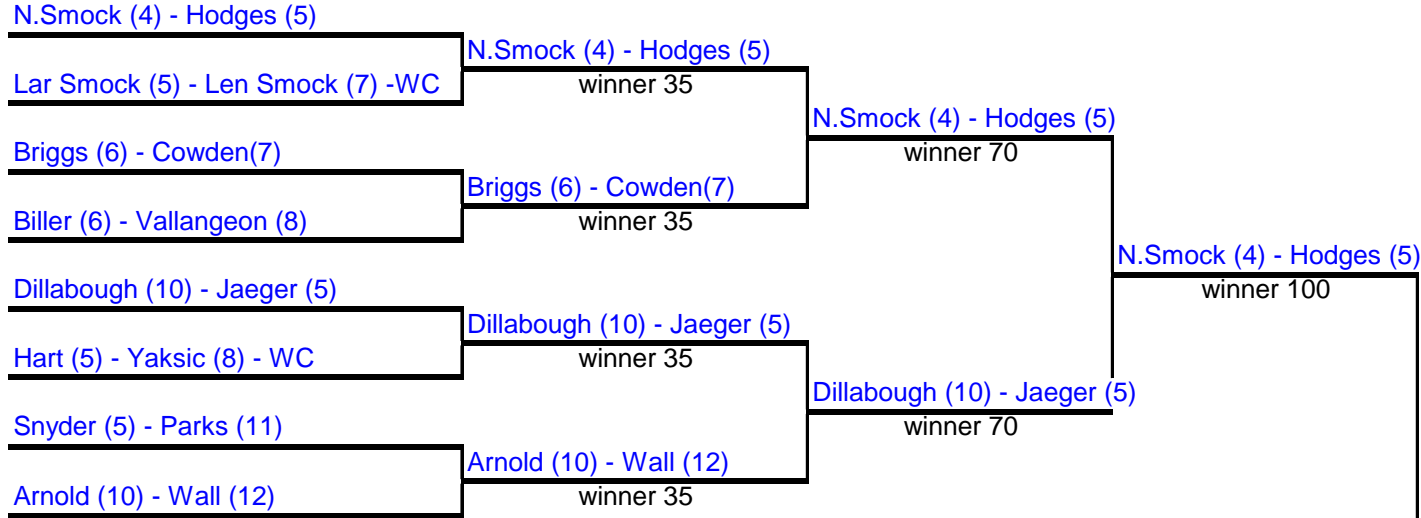 N.Smock (4) - Hodges (5)
N.Smock (4) - Hodges (5)
Lar Smock (5) - Len Smock (7) -WC
winner 35
N.Smock (4) - Hodges (5)
Briggs (6) - Cowden(7)
winner 70
Briggs (6) - Cowden(7)
Biller (6) - Vallangeon (8)
winner 35
N.Smock (4) - Hodges (5)
Dillabough (10) - Jaeger (5)
winner 100
Dillabough (10) - Jaeger (5)
Hart (5) - Yaksic (8) - WC
winner 35
Dillabough (10) - Jaeger (5)
Snyder (5) - Parks (11)
winner 70
Arnold (10) - Wall (12)
Arnold (10) - Wall (12)
winner 35